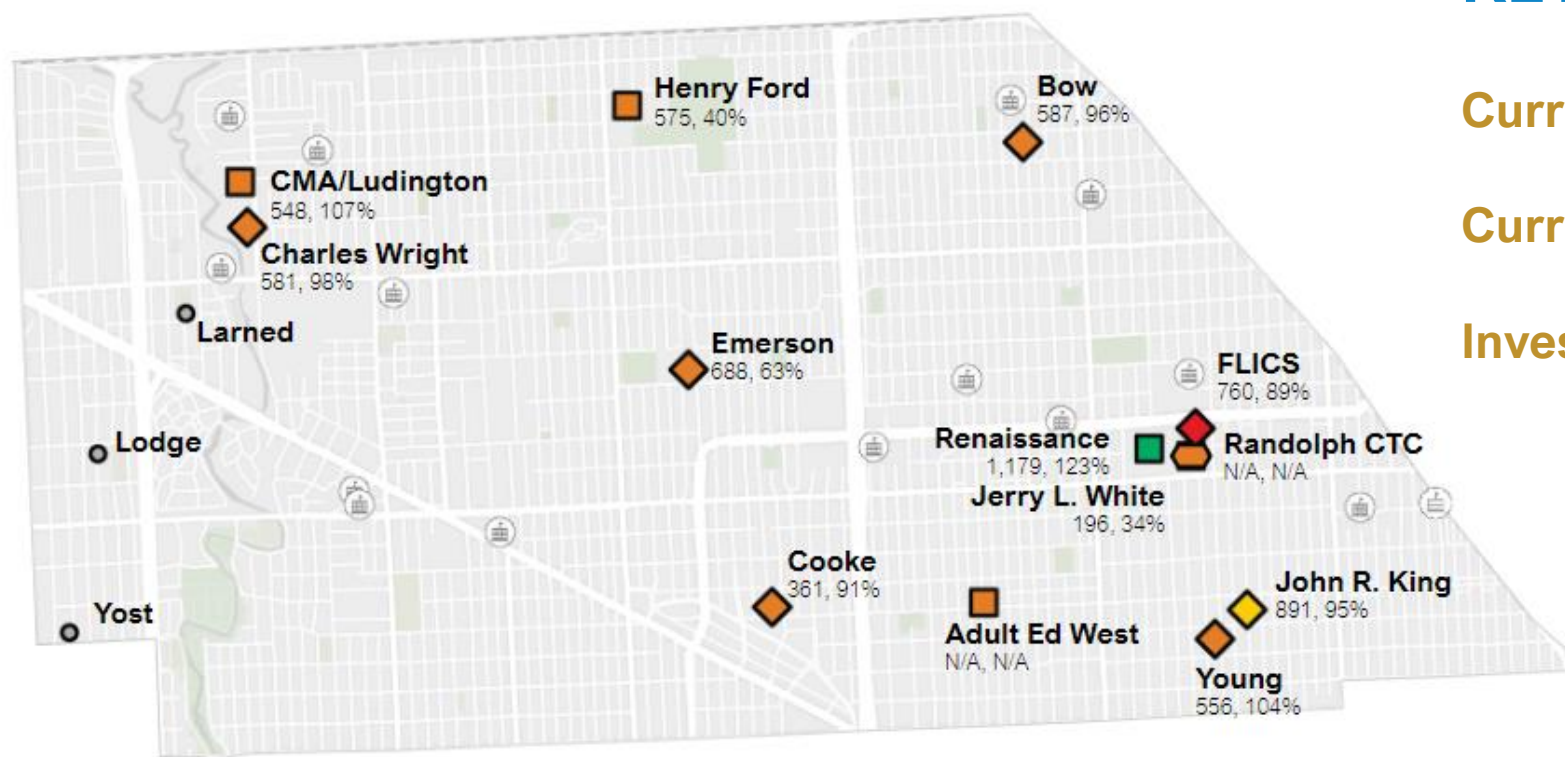 Henry Ford
575, 40%
Bow
587, 96%
CMA/Ludington
548, 107%
Charles Wright
581, 98%
Larned
Emerson
688, 63%
FLICS
760, 89%
Lodge
Renaissance
1,179, 123%
Randolph CTC
N/A, N/A
Jerry L. White
196, 34%
Cooke
361, 91%
John R. King
891, 95%
Yost
Adult Ed West
N/A, N/A
Young
556, 104%
Curr
Curr
Inves